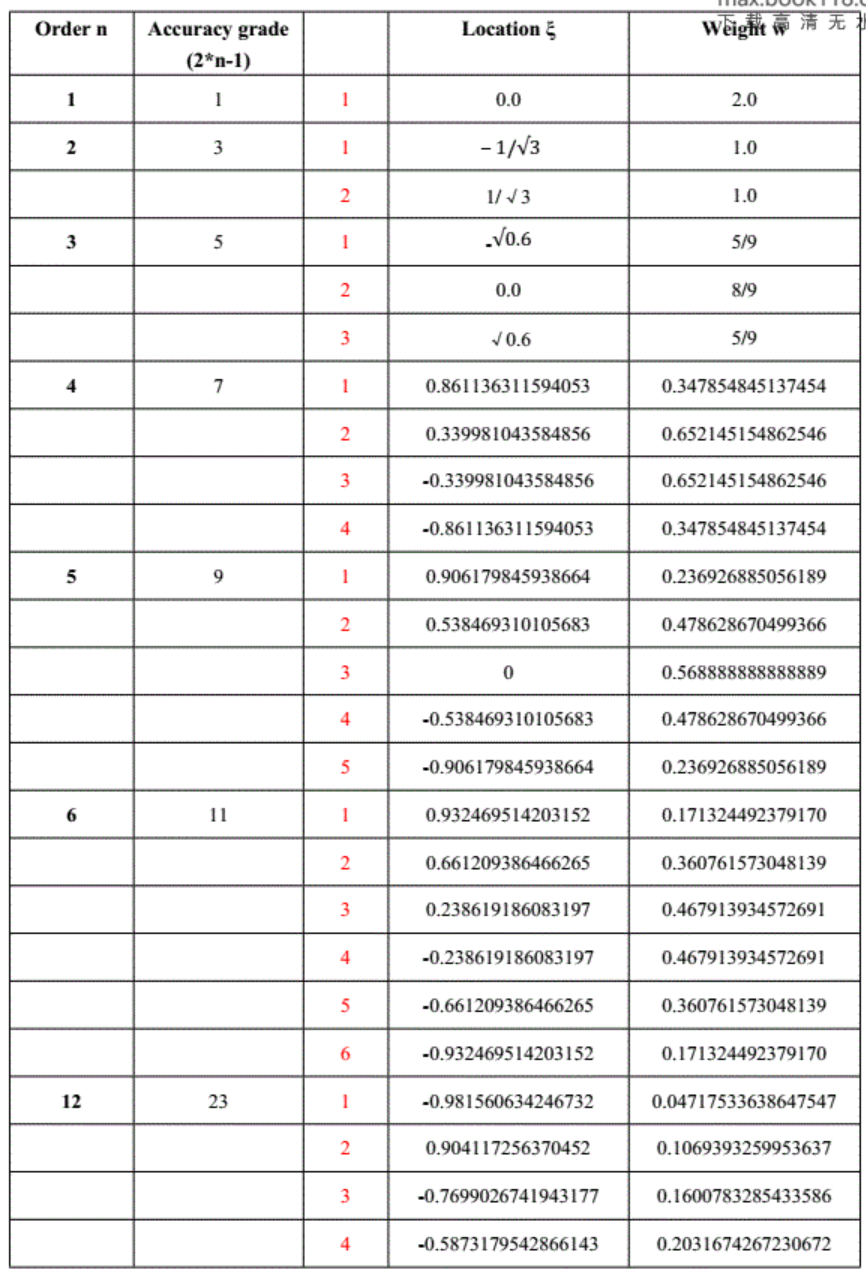 max.book118.c
下载高清无水
Order n Accuracy grade (2*n-1) Location ξ Weight w
1 1 1 0.0 2.0
2 3 1 – 1/√3 1.0
2 1/ √ 3 1.0
3 5 1 -√0.6 5/9
2 0.0 8/9
3 √ 0.6 5/9
4 7 1 0.861136311594053 0.347854845137454
2 0.339981043584856 0.652145154862546
3 -0.339981043584856 0.652145154862546
4 -0.861136311594053 0.347854845137454
5 9 1 0.906179845938664 0.236926885056189
2 0.538469310105683 0.478628670499366
3 0 0.568888888888889
4 -0.538469310105683 0.478628670499366
5 -0.906179845938664 0.236926885056189
6 11 1 0.932469514203152 0.171324492379170
2 0.661209386466265 0.360761573048139
3 0.238619186083197 0.467913934572691
4 -0.238619186083197 0.467913934572691
5 -0.661209386466265 0.360761573048139
6 -0.932469514203152 0.171324492379170
12 23 1 -0.981560634246732 0.04717533638647547
2 0.904117256370452 0.1069393259953637
3 -0.7699026741943177 0.1600783285433586
4 -0.5873179542866143 0.2031674267230672